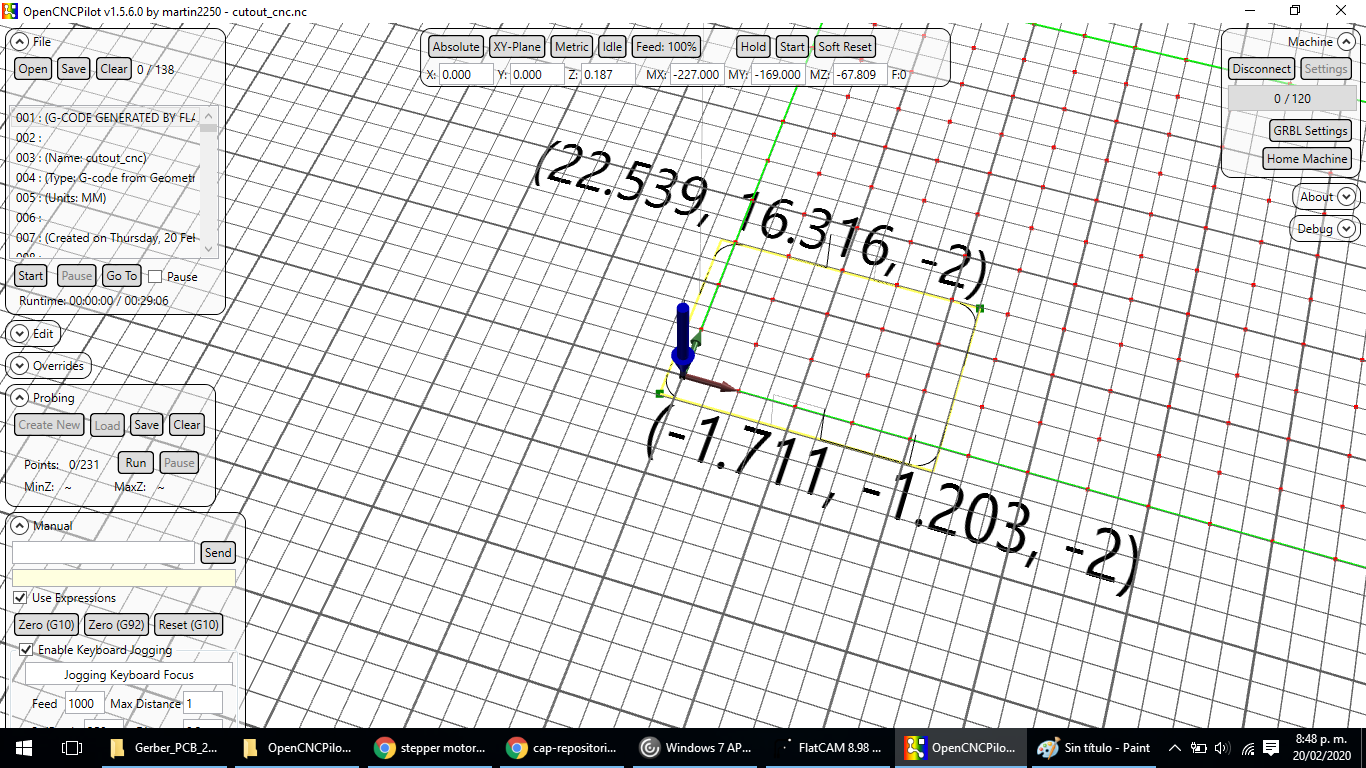 OpenCNCPilot v1.5.6.0 by martin2250 - cutout_cnc.nc
File
Open Save Clear 0 / 138
001 : (G-CODE GENERATED BY FLA
002 :
003 : (Name: cutout_cnc)
004 : (Type: G-code from Geometr
005 : (Units: MM)
006 :
007 : (Created on Thursday, 20 Fel
Start Pause Go To Pause
Runtime: 00:00:00 / 00:29:06
Edit
Overrides
Probing
Create New Load Save Clear
Points: 0/231 Run Pause
MinZ: ~ MaxZ: ~
Manual
Send
Use Expressions
Zero (G10) Zero (G92) Reset (G10)
Enable Keyboard Jogging
Jogging Keyboard Focus
Feed 1000 Max Distance 1
Absolute XY-Plane Metric Idle Feed: 100% Hold Start Soft Reset
X: 0.000 Y: 0.000 Z: 0.187 MX: -227.000 MY: -169.000 MZ: -67.809 F:0
(22.539, 16.316, -2)
(-1.711, -1.203, -2)
Machine
Disconnect Settings
0 / 120
GRBL Settings
Home Machine
About
Debug
Gerber_PCB_2... OpenCNCPilo... stepper motor... cap-repositori... Windows 7 AP... FlatCAM 8.98 ... OpenCNCPilo... Sin título - Paint
8:48 p. m.
20/02/2020